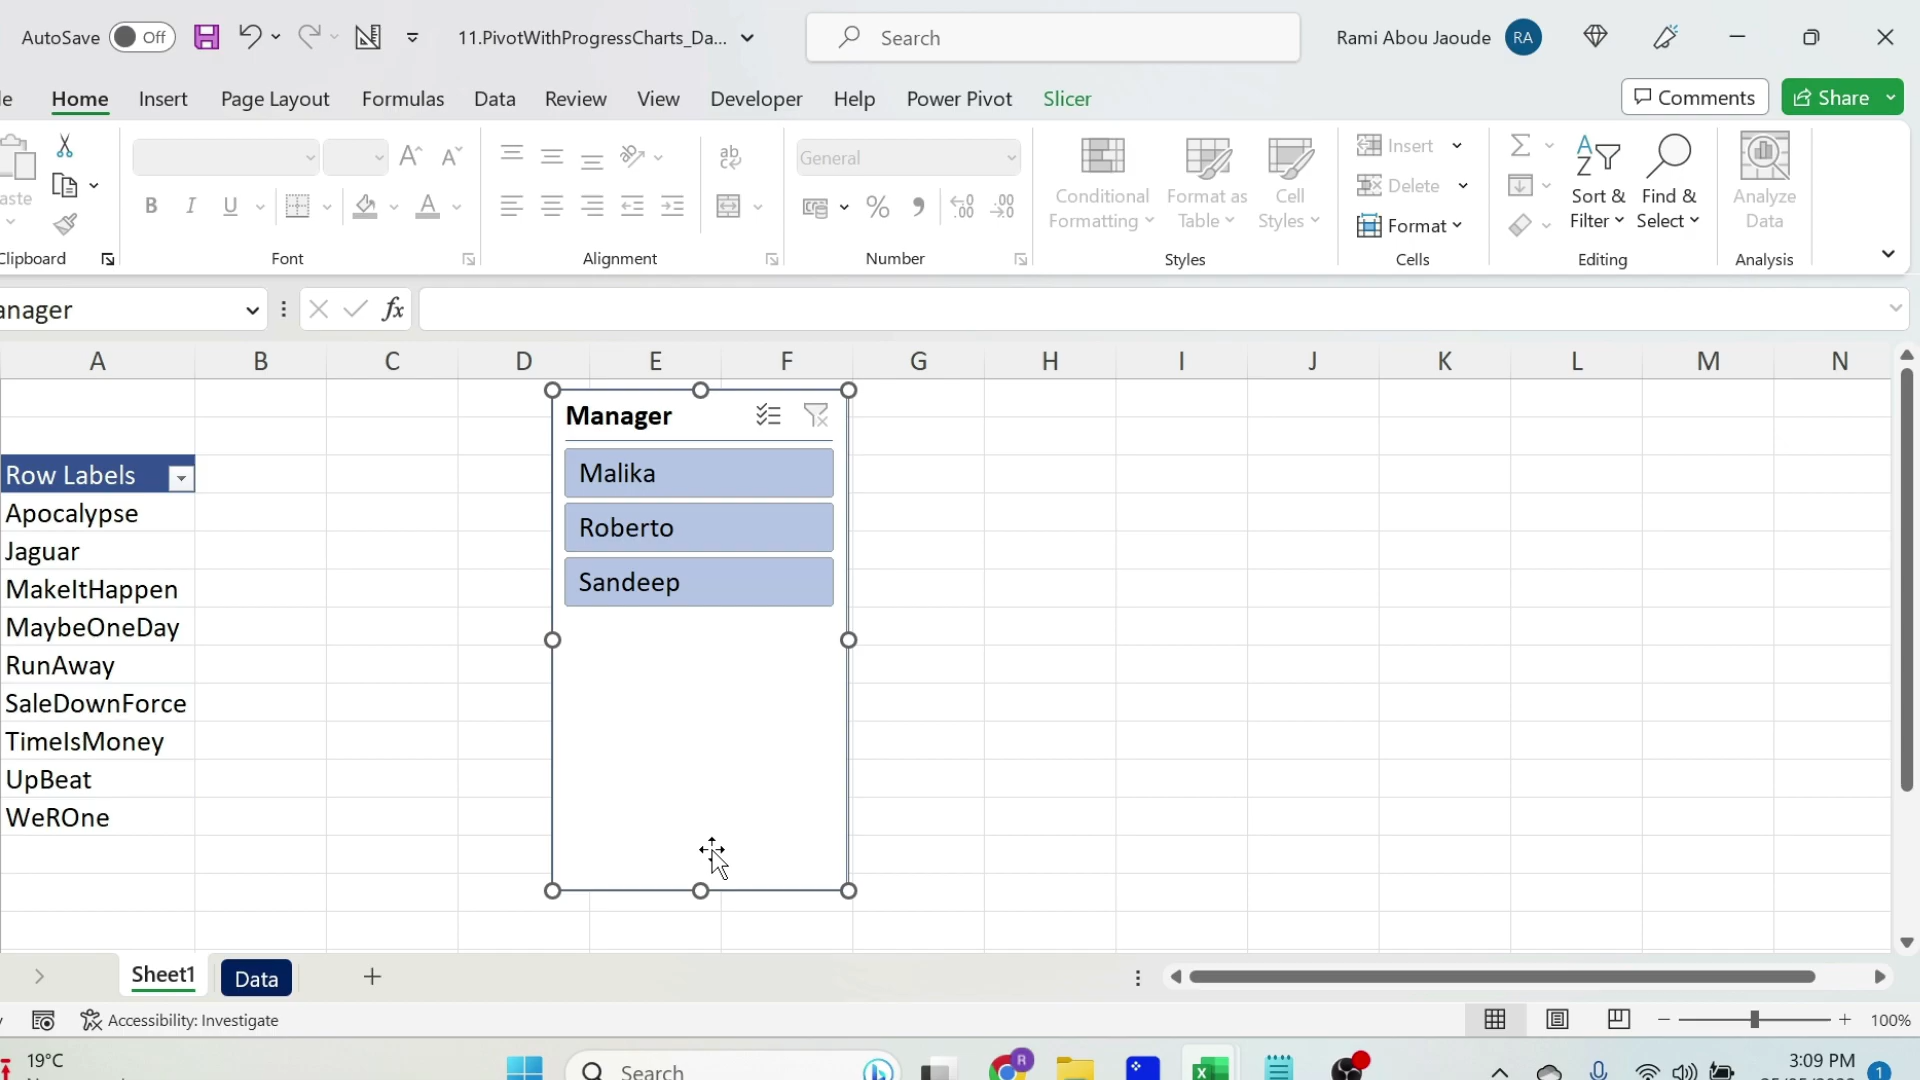 AutoSave Off 11.PivotWithProgressCharts_Da... Search Rami Abou Jaoude RA
le Home Insert Page Layout Formulas Data Review View Developer Help Power Pivot Slicer Comments Share
aste
General
Conditional Formatting
Format as Table
Cell Styles
Insert
Delete
Format
Sort & Filter
Find & Select
Analyze Data
Clipboard Font Alignment Number Styles Cells Editing Analysis
anager fx
A B C D E F G H I J K L M N
Manager
Malika
Roberto
Sandeep
Row Labels
Apocalypse
Jaguar
MakeItHappen
MaybeOneDay
RunAway
SaleDownForce
TimeIsMoney
UpBeat
WeROne
Sheet1 Data
Accessibility: Investigate 100%
19°C Search 3:09 PM